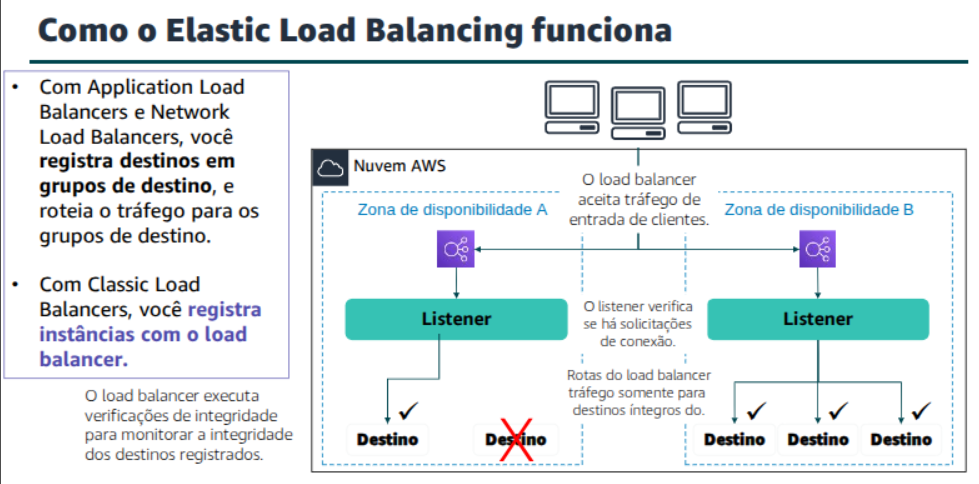 Como o Elastic Load Balancing funciona
• Com Application Load
Balancers e Network
Load Balancers, você
registra destinos em
grupos de destino, e
roteia o tráfego para os
grupos de destino.
• Com Classic Load
Balancers, você registra
instâncias com o load
balancer.
O load balancer executa
verificações de integridade
para monitorar a integridade
dos destinos registrados.
Nuvem AWS
O load balancer
aceita tráfego de
entrada de clientes.
Zona de disponibilidade A
Zona de disponibilidade B
Listener
O listener verifica
se há solicitações
de conexão.
Listener
Rotas do load balancer
tráfego somente para
destinos íntegros do.
Destino
Destino
Destino
Destino
Destino